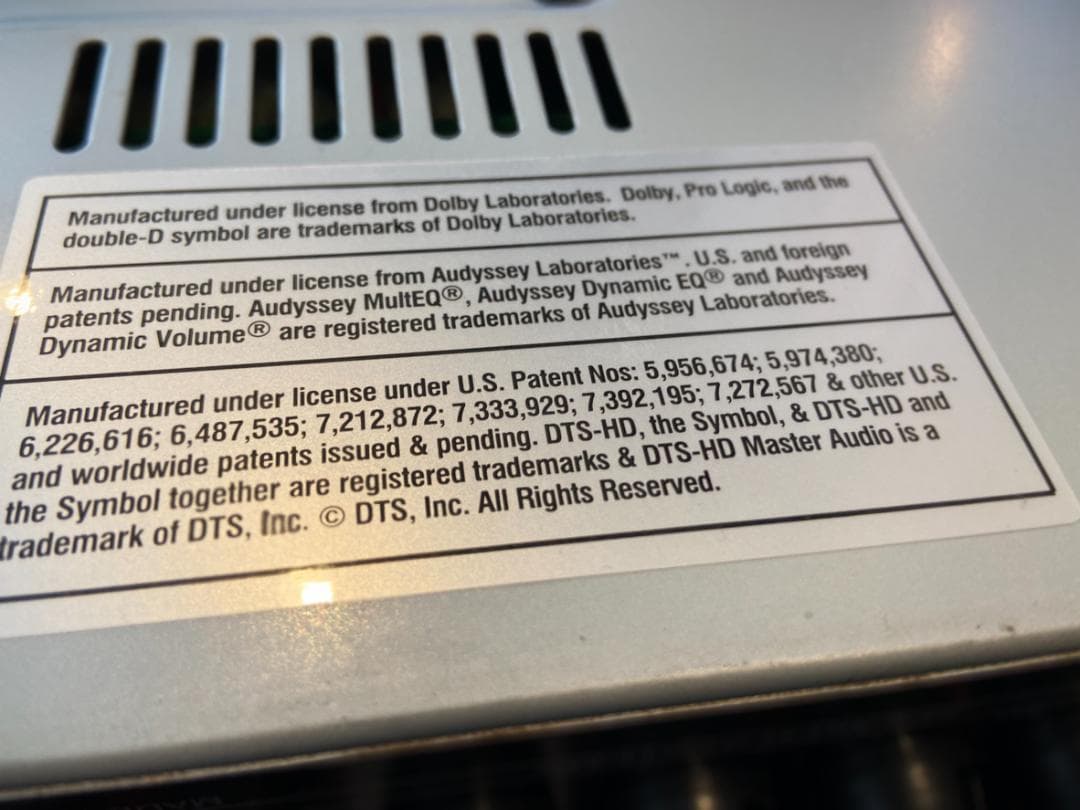 Manufactured under license from Dolby Laboratories. Dolby, Pro Logic, and the
double-D symbol are trademarks of Dolby Laboratories.
Manufactured under license from Audyssey Laboratories™. U.S. and foreign
patents pending. Audyssey MultEQ®, Audyssey Dynamic EQ® and Audyssey
Dynamic Volume® are registered trademarks of Audyssey Laboratories.
Manufactured under license under U.S. Patent Nos: 5,956,674; 5,974,380;
6,226,616; 6,487,535; 7,212,872; 7,333,929; 7,392,195; 7,272,567 & other U.S.
and worldwide patents issued & pending. DTS-HD, the Symbol, & DTS-HD and
the Symbol together are registered trademarks & DTS-HD Master Audio is a
trademark of DTS, Inc. © DTS, Inc. All Rights Reserved.